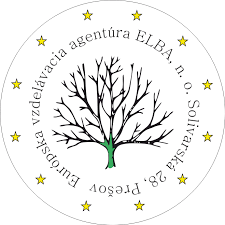 Európska vzdelávacia agentúra ELBA, n. o. Solivarská 28, Prešov